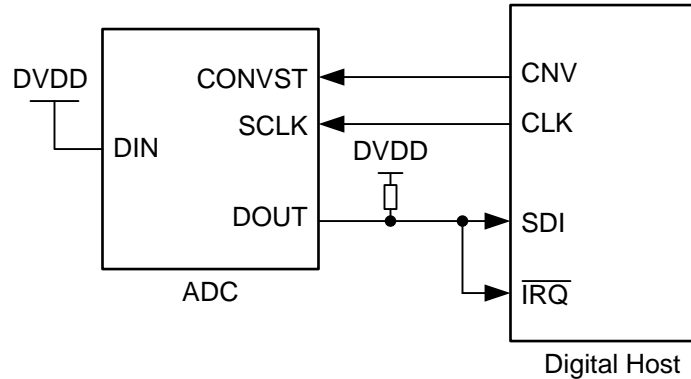 DVDD
DIN
CONVST
SCLK
DOUT
ADC
DVDD
CNV
CLK
SDI
IRQ
Digital Host